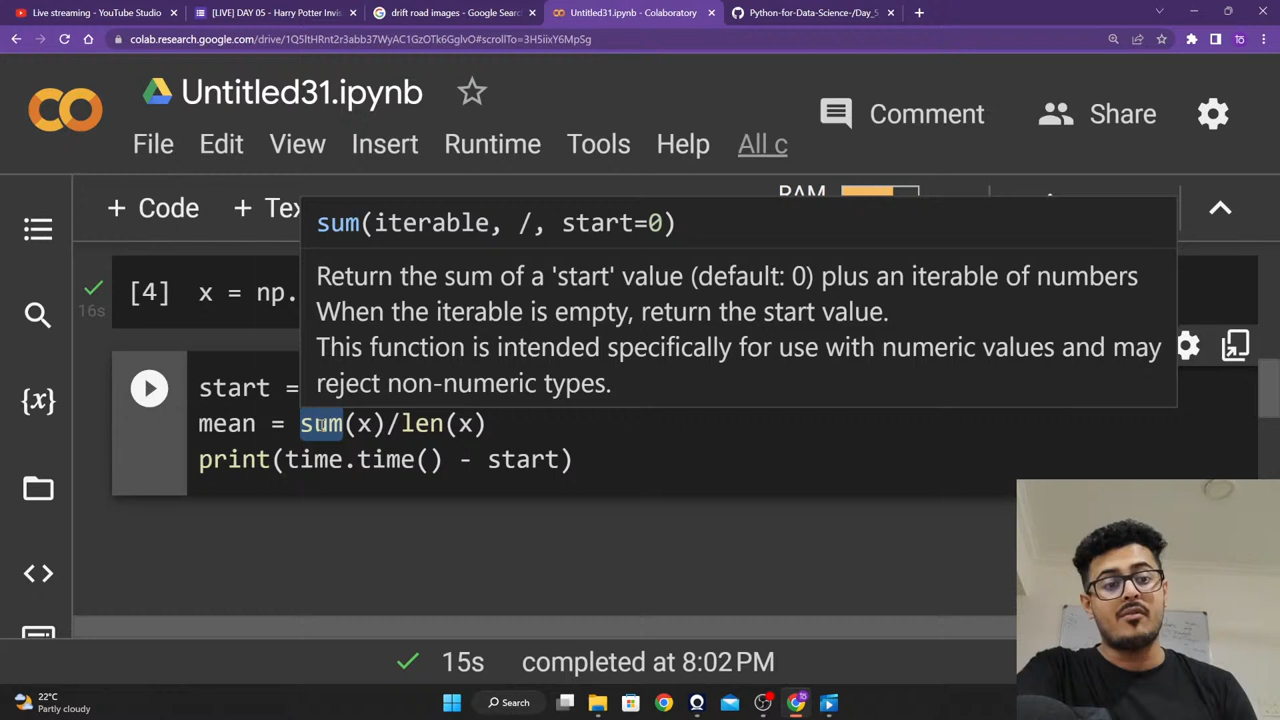 Live streaming - YouTube Studio
[LIVE] DAY 05 - Harry Potter Invis
drift road images - Google Search
Untitled31.ipynb - Colaboratory
Python-for-Data-Science-/Day_5
colab.research.google.com/drive/1Q5ltHRnt2r3abb37WyAC1GzOTk6GglvO#scrollTo=3H5iixY6MpSg
Untitled31.ipynb
Comment
Share
File Edit View Insert Runtime Tools Help All c
+ Code + Tex
RAM
sum(iterable, /, start=0)
Return the sum of a 'start' value (default: 0) plus an iterable of numbers
When the iterable is empty, return the start value.
This function is intended specifically for use with numeric values and may
reject non-numeric types.
[4] x = np.
16s
start =
mean = sum(x)/len(x)
print(time.time() - start)
{x}
15s completed at 8:02 PM
22°C
Partly cloudy
Search